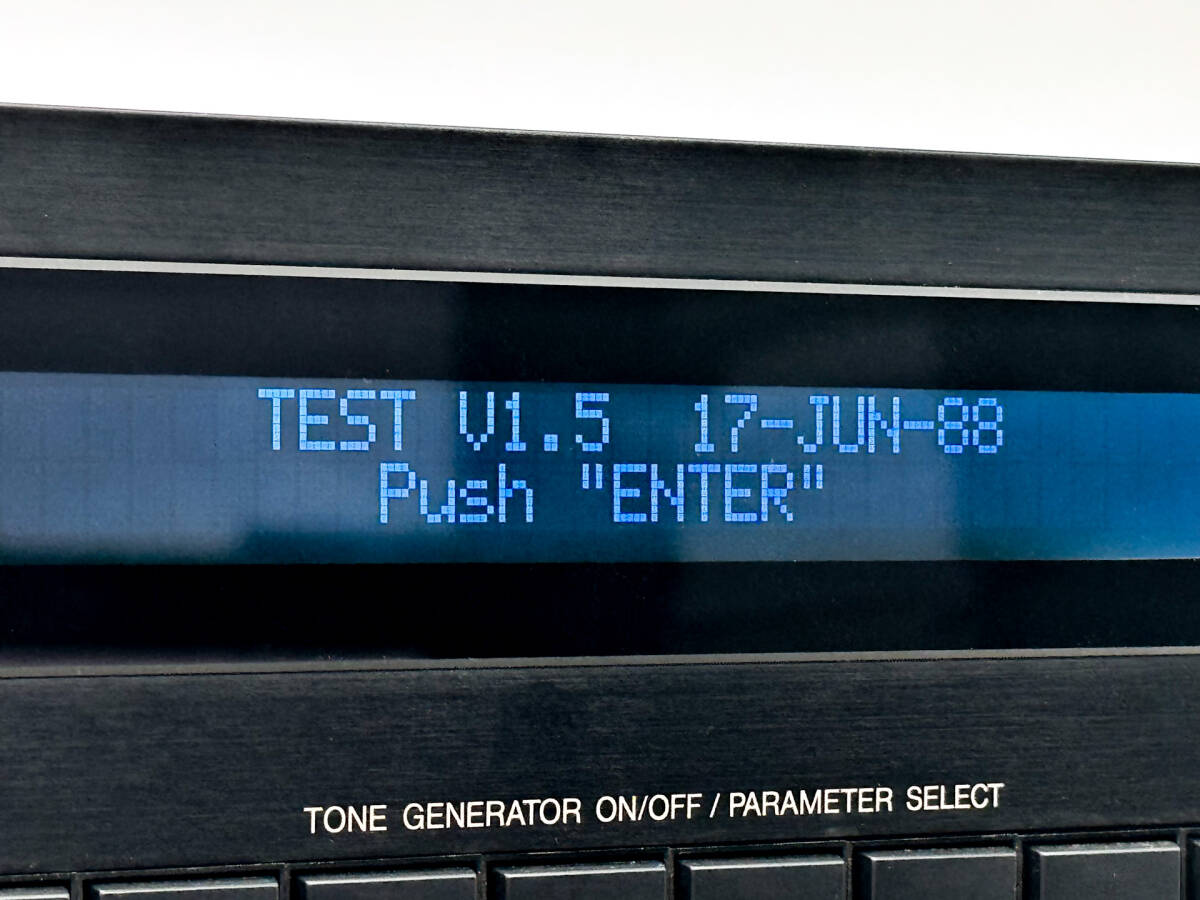 TEST V1.5  17-JUN-88
Push "ENTER"
TONE GENERATOR ON/OFF / PARAMETER SELECT